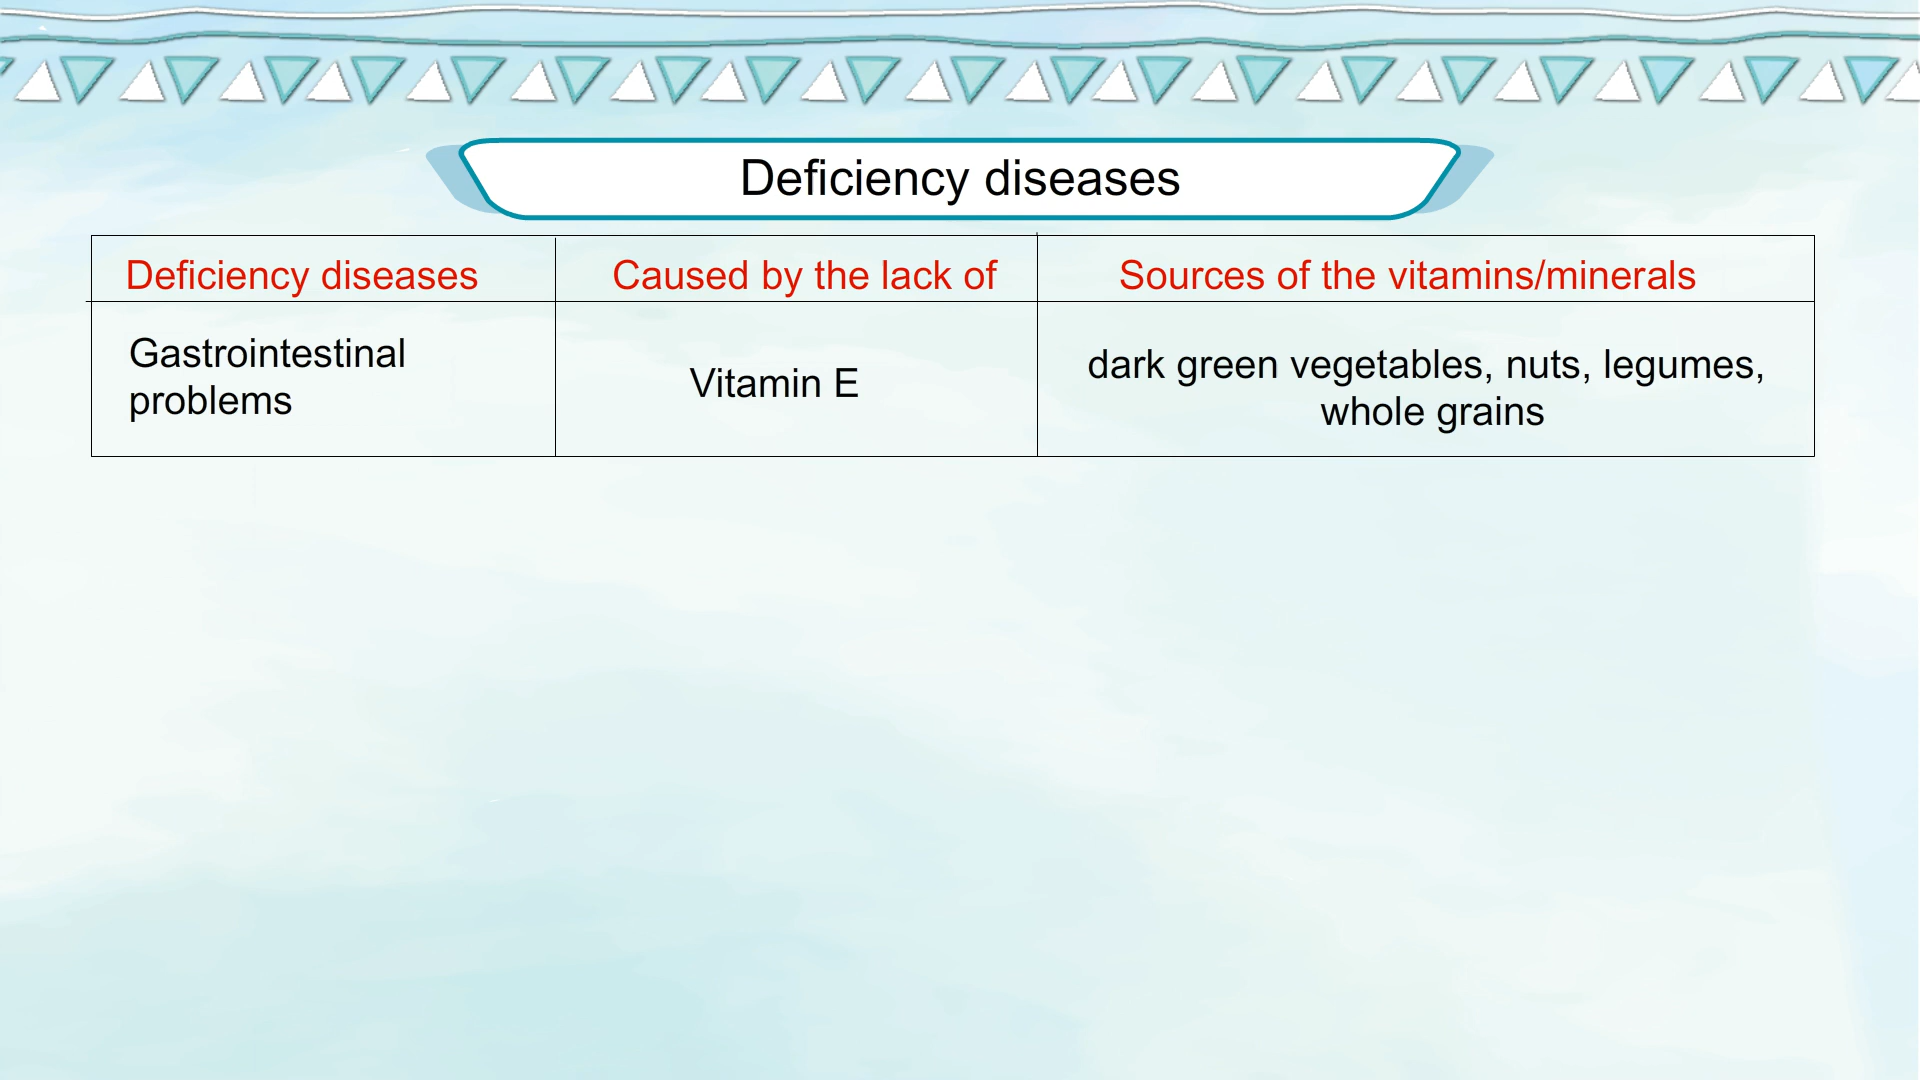 Deficiency diseases
Deficiency diseases
Caused by the lack of
Sources of the vitamins/minerals
Gastrointestinal
problems
Vitamin E
dark green vegetables, nuts, legumes,
whole grains